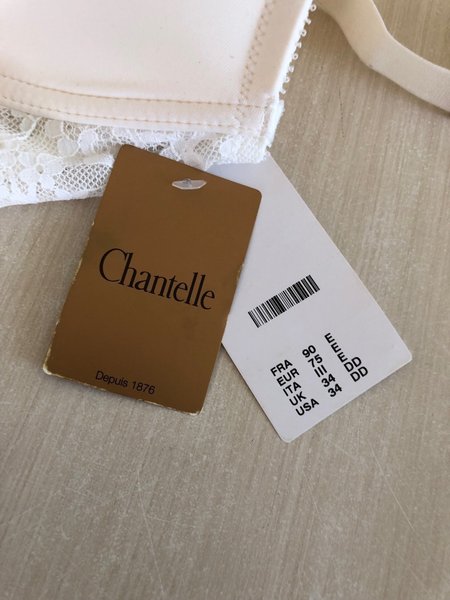 Chantelle
Depuis 1876
FRA 90 E
EUR 75 E
ITA III E
UK 34 DD
USA 34 DD